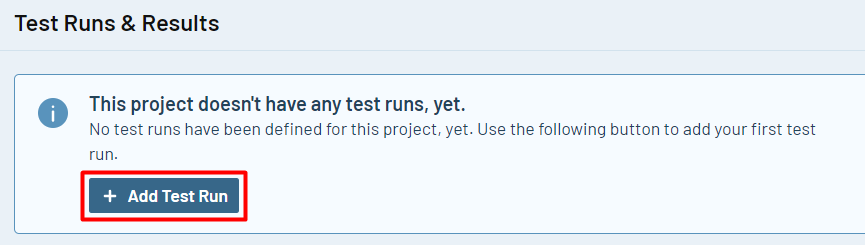 Test Runs & Results
This project doesn't have any test runs, yet.
No test runs have been defined for this project, yet. Use the following button to add your first test
run.
+ Add Test Run